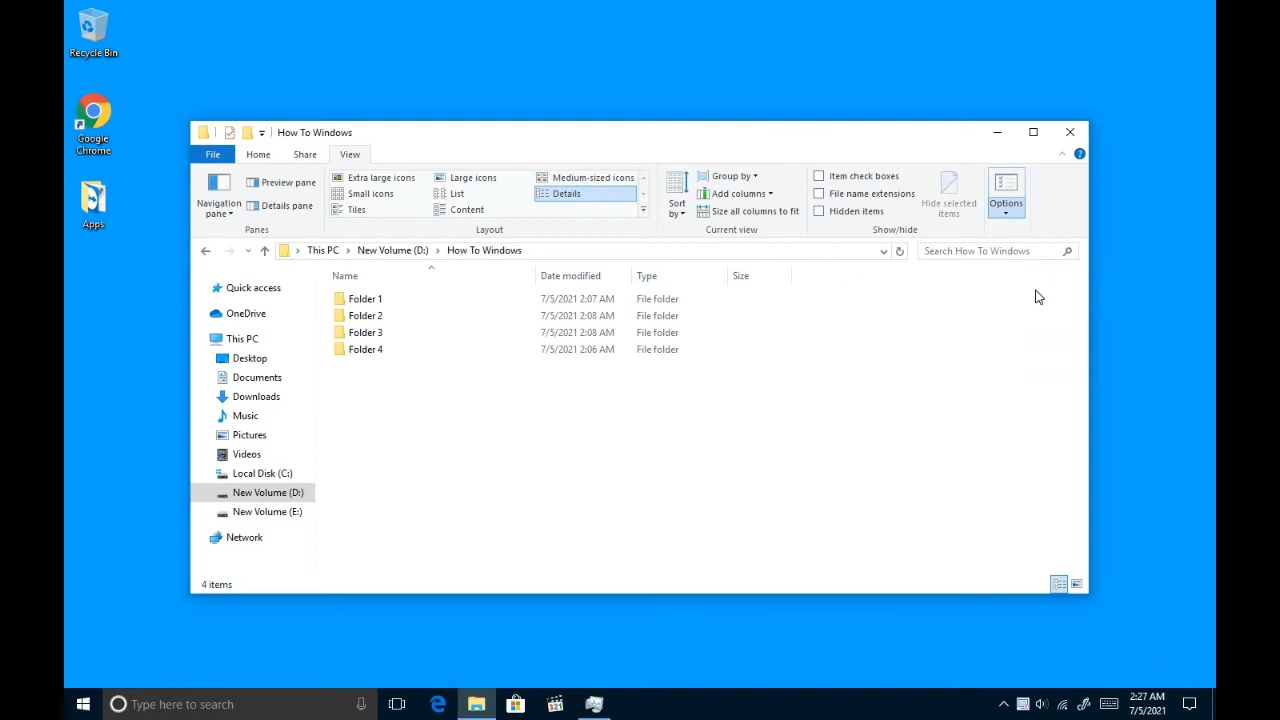 Recycle Bin
Google
Chrome
Apps
How To Windows
File Home Share View
Navigation
pane
Preview pane
Details pane
Panes
Extra large icons Large icons Medium-sized icons
Small icons List Details
Tiles Content
Layout
Sort
by
Group by
Add columns
Size all columns to fit
Current view
Item check boxes
File name extensions
Hidden items
Hide selected
items
Show/hide
Options
This PC New Volume (D:) How To Windows
Search How To Windows
Quick access
OneDrive
This PC
Desktop
Documents
Downloads
Music
Pictures
Videos
Local Disk (C:)
New Volume (D:)
New Volume (E:)
Network
Name Date modified Type Size
Folder 1 7/5/2021 2:07 AM File folder
Folder 2 7/5/2021 2:08 AM File folder
Folder 3 7/5/2021 2:08 AM File folder
Folder 4 7/5/2021 2:06 AM File folder
4 items
Type here to search
2:27 AM
7/5/2021